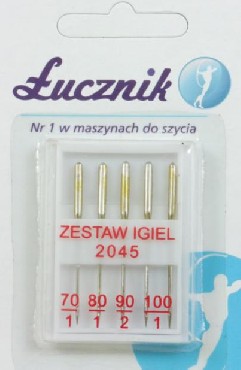 Łucznik
Nr 1 w maszynach do szycia
ZESTAW IGIEL
2045
70 80 90 100
1 1 2 1